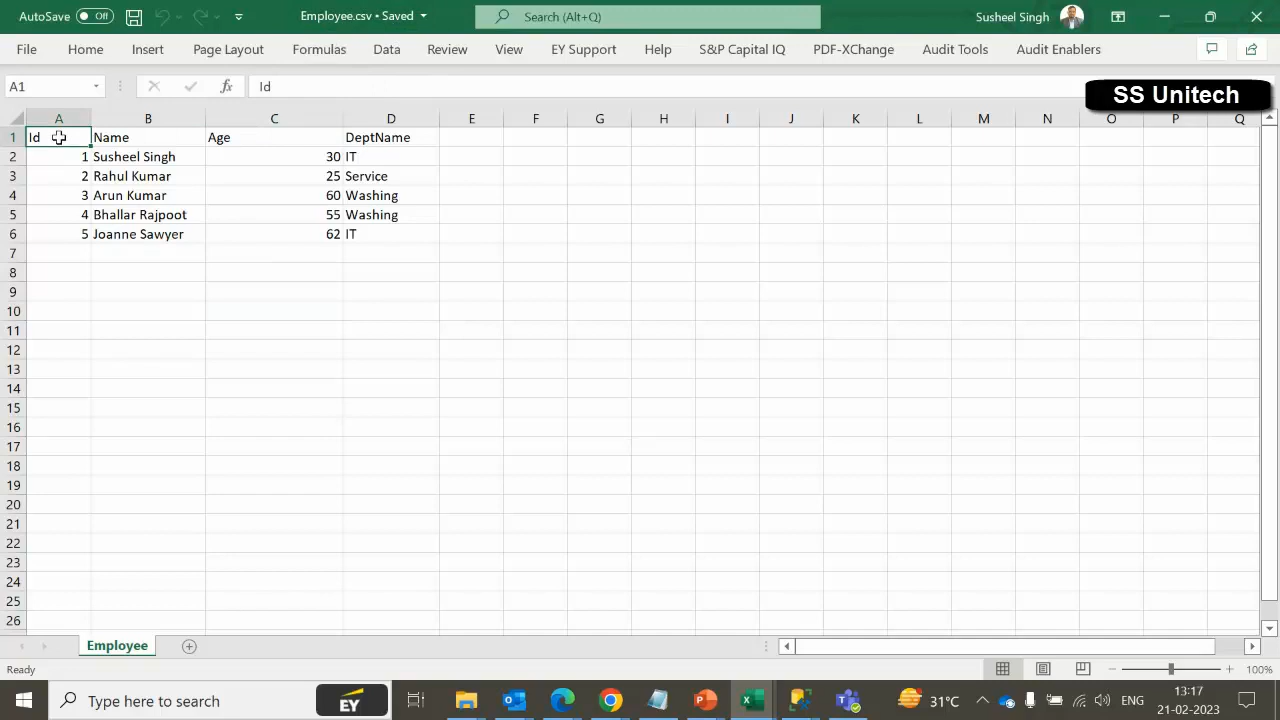 AutoSave Off Employee.csv • Saved Search (Alt+Q) Susheel Singh
File Home Insert Page Layout Formulas Data Review View EY Support Help S&P Capital IQ PDF-XChange Audit Tools Audit Enablers
A1 fx Id
SS Unitech
A B C D E F G H I J K L M N O P Q
1 Id Name Age DeptName
2 1 Susheel Singh 30 IT
3 2 Rahul Kumar 25 Service
4 3 Arun Kumar 60 Washing
5 4 Bhallar Rajpoot 55 Washing
6 5 Joanne Sawyer 62 IT
7
8
9
10
11
12
13
14
15
16
17
18
19
20
21
22
23
24
25
26
Employee
Ready 100%
Type here to search EY 31°C ENG 13:17
21-02-2023